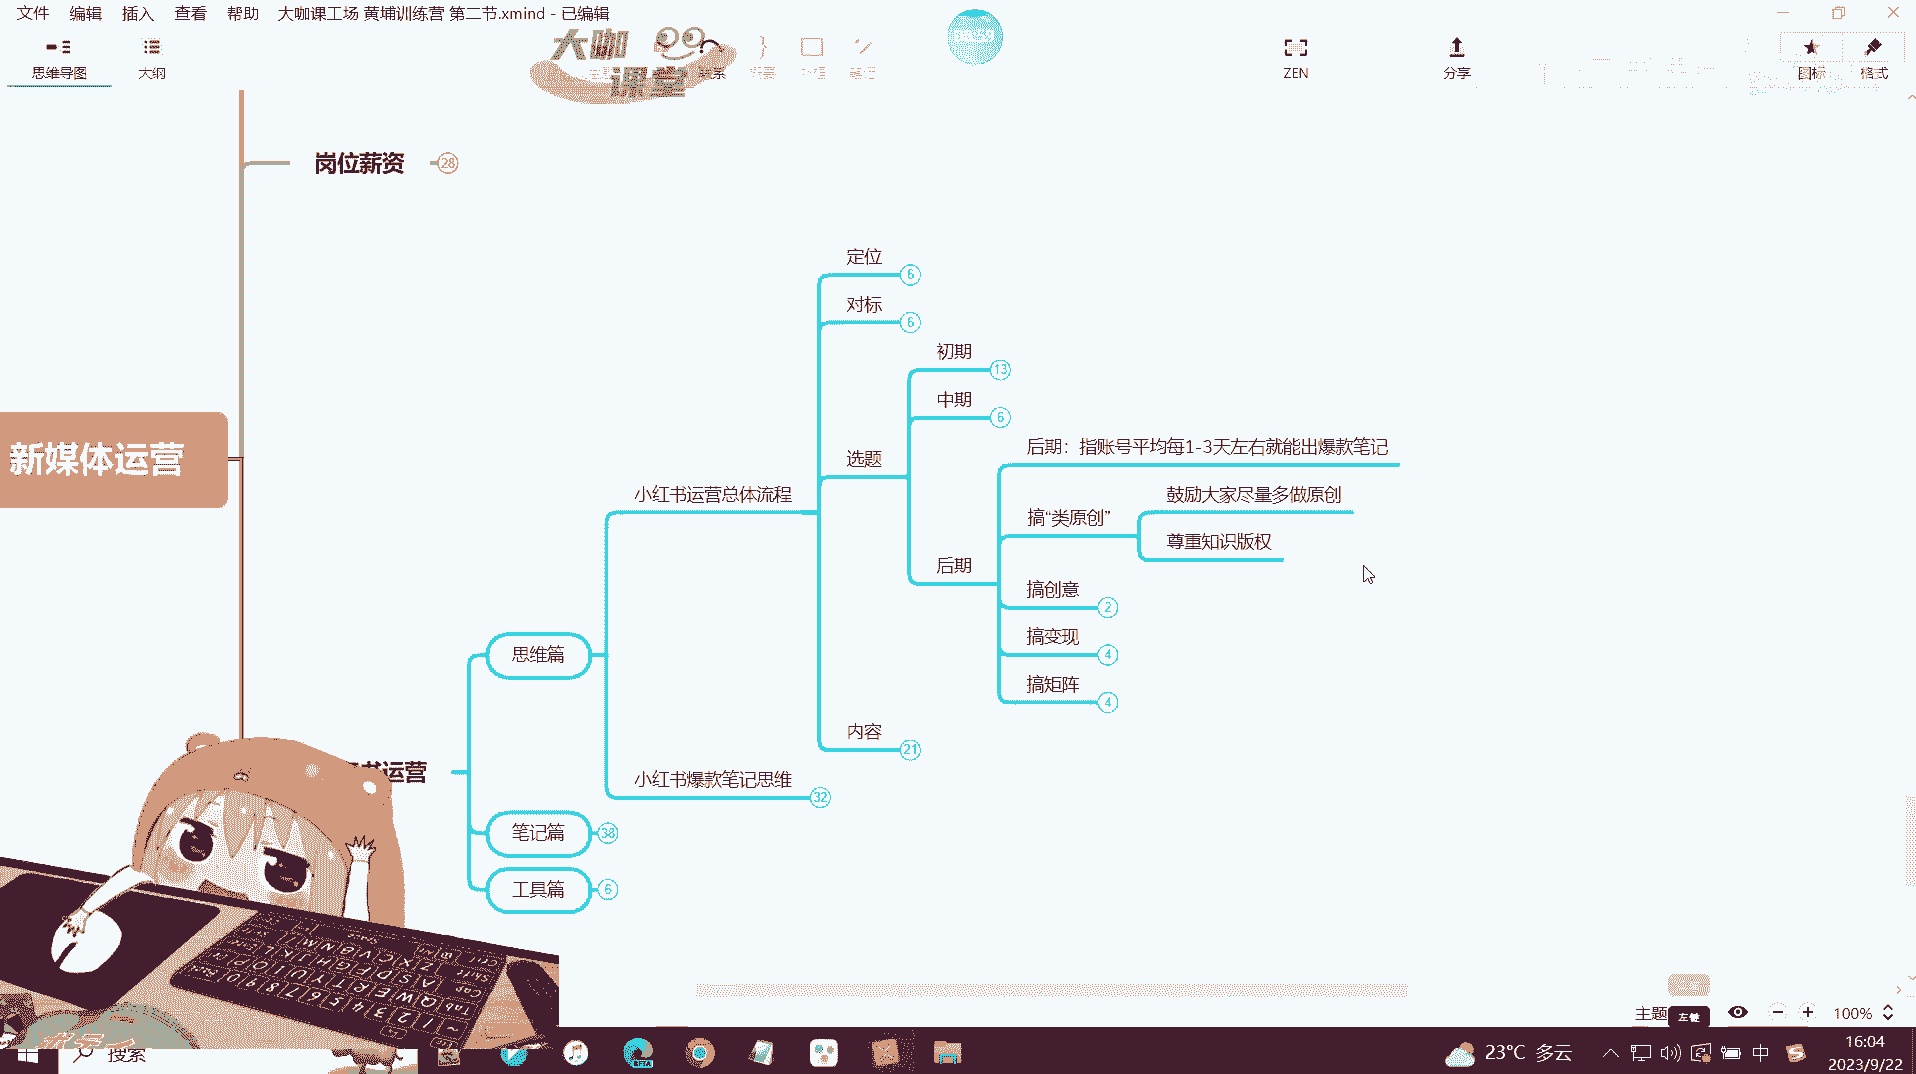 文件 编辑 插入 查看 帮助 大咖课工场 黄埔训练营 第二节.xmind - 已编辑
思维导图
大纲
大咖
课堂
ZEN
分享
图标
格式
岗位薪资
28
定位
6
对标
6
初期
13
中期
6
后期：指账号平均每1-3天左右就能出爆款笔记
新媒体运营
选题
小红书运营总体流程
鼓励大家尽量多做原创
搞“类原创”
尊重知识版权
后期
搞创意
2
搞变现
4
思维篇
搞矩阵
4
内容
21
书运营
小红书爆款笔记思维
32
笔记篇
38
工具篇
6
主题
左键
100%
搜索
23°C 多云
中
16:04
2023/9/22